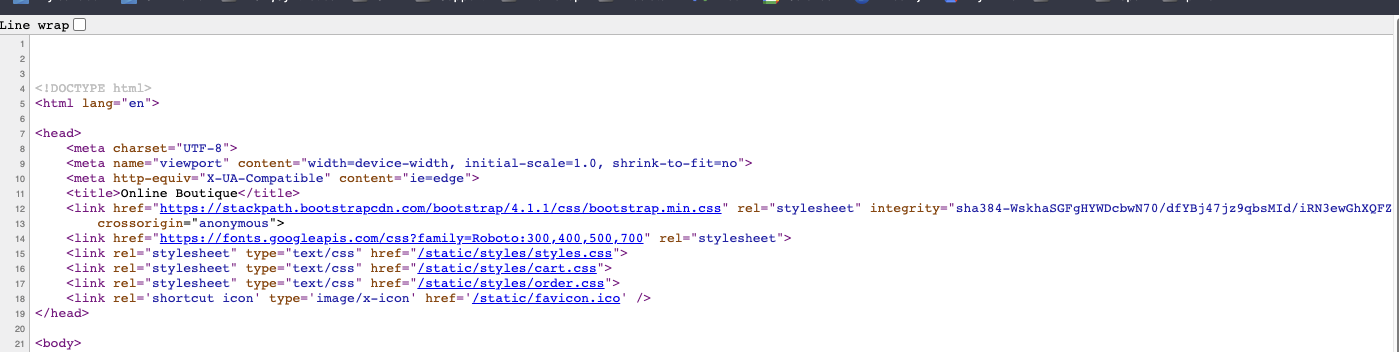 Line wrap
1
2
3
4 <!DOCTYPE html>
5 <html lang="en">
6
7 <head>
8     <meta charset="UTF-8">
9     <meta name="viewport" content="width=device-width, initial-scale=1.0, shrink-to-fit=no">
10     <meta http-equiv="X-UA-Compatible" content="ie=edge">
11     <title>Online Boutique</title>
12     <link href="https://stackpath.bootstrapcdn.com/bootstrap/4.1.1/css/bootstrap.min.css" rel="stylesheet" integrity="sha384-WskhaSGFgHYWDcbwN70/dfYBj47jz9qbsMId/iRN3ewGhXQFZ
13         crossorigin="anonymous">
14     <link href="https://fonts.googleapis.com/css?family=Roboto:300,400,500,700" rel="stylesheet">
15     <link rel="stylesheet" type="text/css" href="/static/styles/styles.css">
16     <link rel="stylesheet" type="text/css" href="/static/styles/cart.css">
17     <link rel="stylesheet" type="text/css" href="/static/styles/order.css">
18     <link rel='shortcut icon' type='image/x-icon' href='/static/favicon.ico' />
19 </head>
20
21 <body>